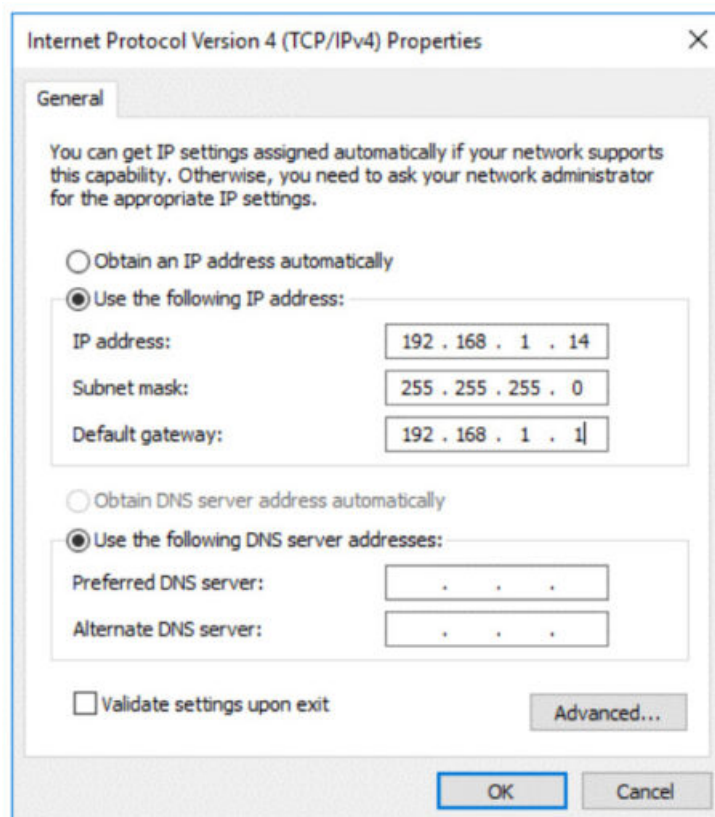 Internet Protocol Version 4 (TCP/IPv4) Properties
General
You can get IP settings assigned automatically if your network supports
this capability. Otherwise, you need to ask your network administrator
for the appropriate IP settings.
Obtain an IP address automatically
Use the following IP address:
IP address: 192 . 168 . 1 . 14
Subnet mask: 255 . 255 . 255 . 0
Default gateway: 192 . 168 . 1 . 1
Obtain DNS server address automatically
Use the following DNS server addresses:
Preferred DNS server: . . .
Alternate DNS server: . . .
Validate settings upon exit
Advanced...
OK Cancel